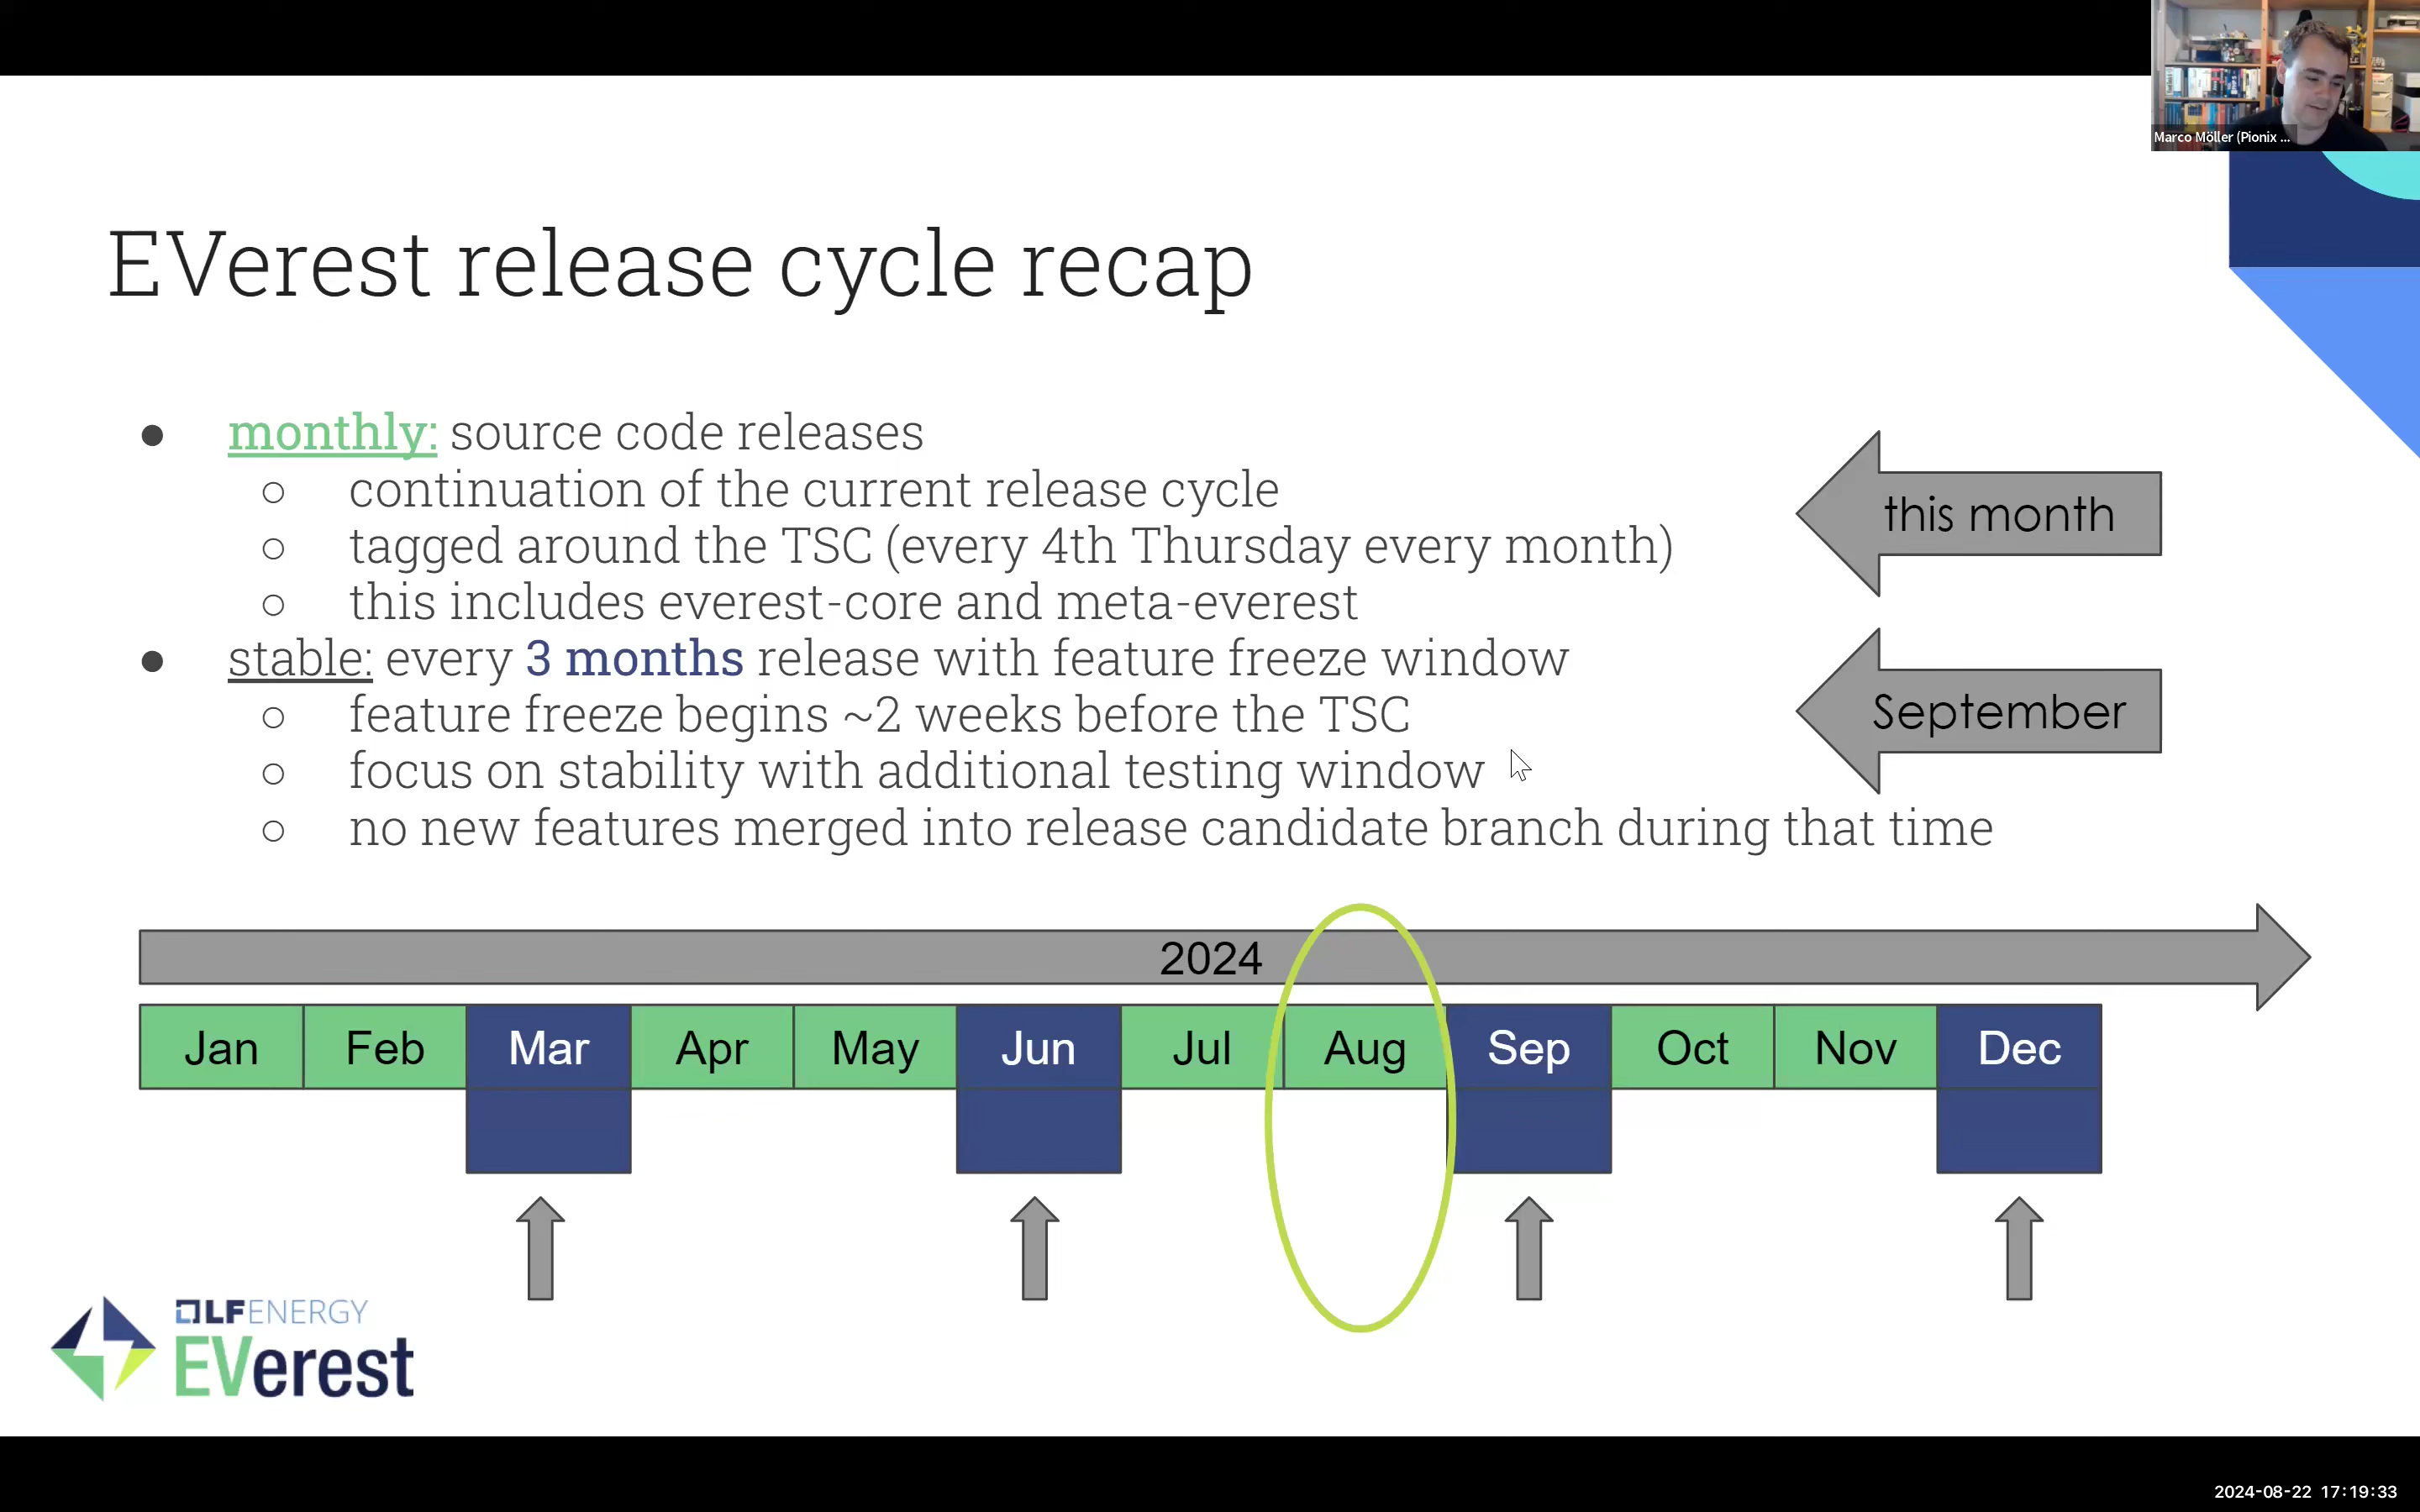 Marco Möller (Pionix ...
EVerest release cycle recap
● monthly: source code releases
○ continuation of the current release cycle
○ tagged around the TSC (every 4th Thursday every month)
○ this includes everest-core and meta-everest
this month
● stable: every 3 months release with feature freeze window
○ feature freeze begins ~2 weeks before the TSC
○ focus on stability with additional testing window
○ no new features merged into release candidate branch during that time
September
2024
Jan Feb Mar Apr May Jun Jul Aug Sep Oct Nov Dec
LFENERGY
EVerest
2024-08-22 17:19:33